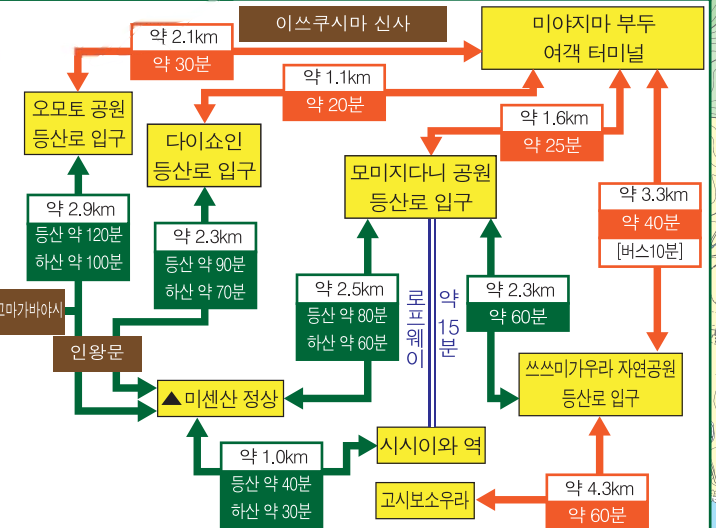 이쓰쿠시마 신사
미야지마 부두
여객 터미널
약 2.1km
약 30분
약 1.1km
약 20분
약 1.6km
약 25분
오모토 공원
등산로 입구
다이쇼인
등산로 입구
모미지다니 공원
등산로 입구
약 3.3km
약 40분
[버스10분]
약 2.9km
등산 약 120분
하산 약 100분
약 2.3km
등산 약 90분
하산 약 70분
약 2.5km
등산 약 80분
하산 약 60분
로프웨이
약 15분
약 2.3km
약 60분
고마가바야시
인왕문
▲미센산 정상
쓰쓰미가우라 자연공원
등산로 입구
약 1.0km
등산 약 40분
하산 약 30분
시시이와 역
고시보소우라
약 4.3km
약 60분